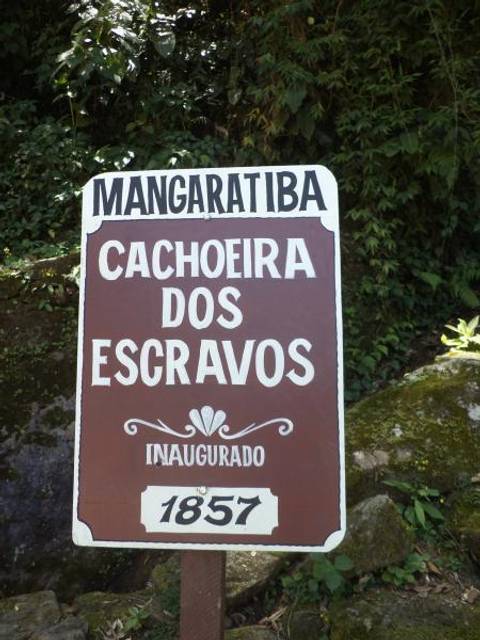 MANGARATIBA
CACHOEIRA
DOS
ESCRAVOS
INAUGURADO
1857